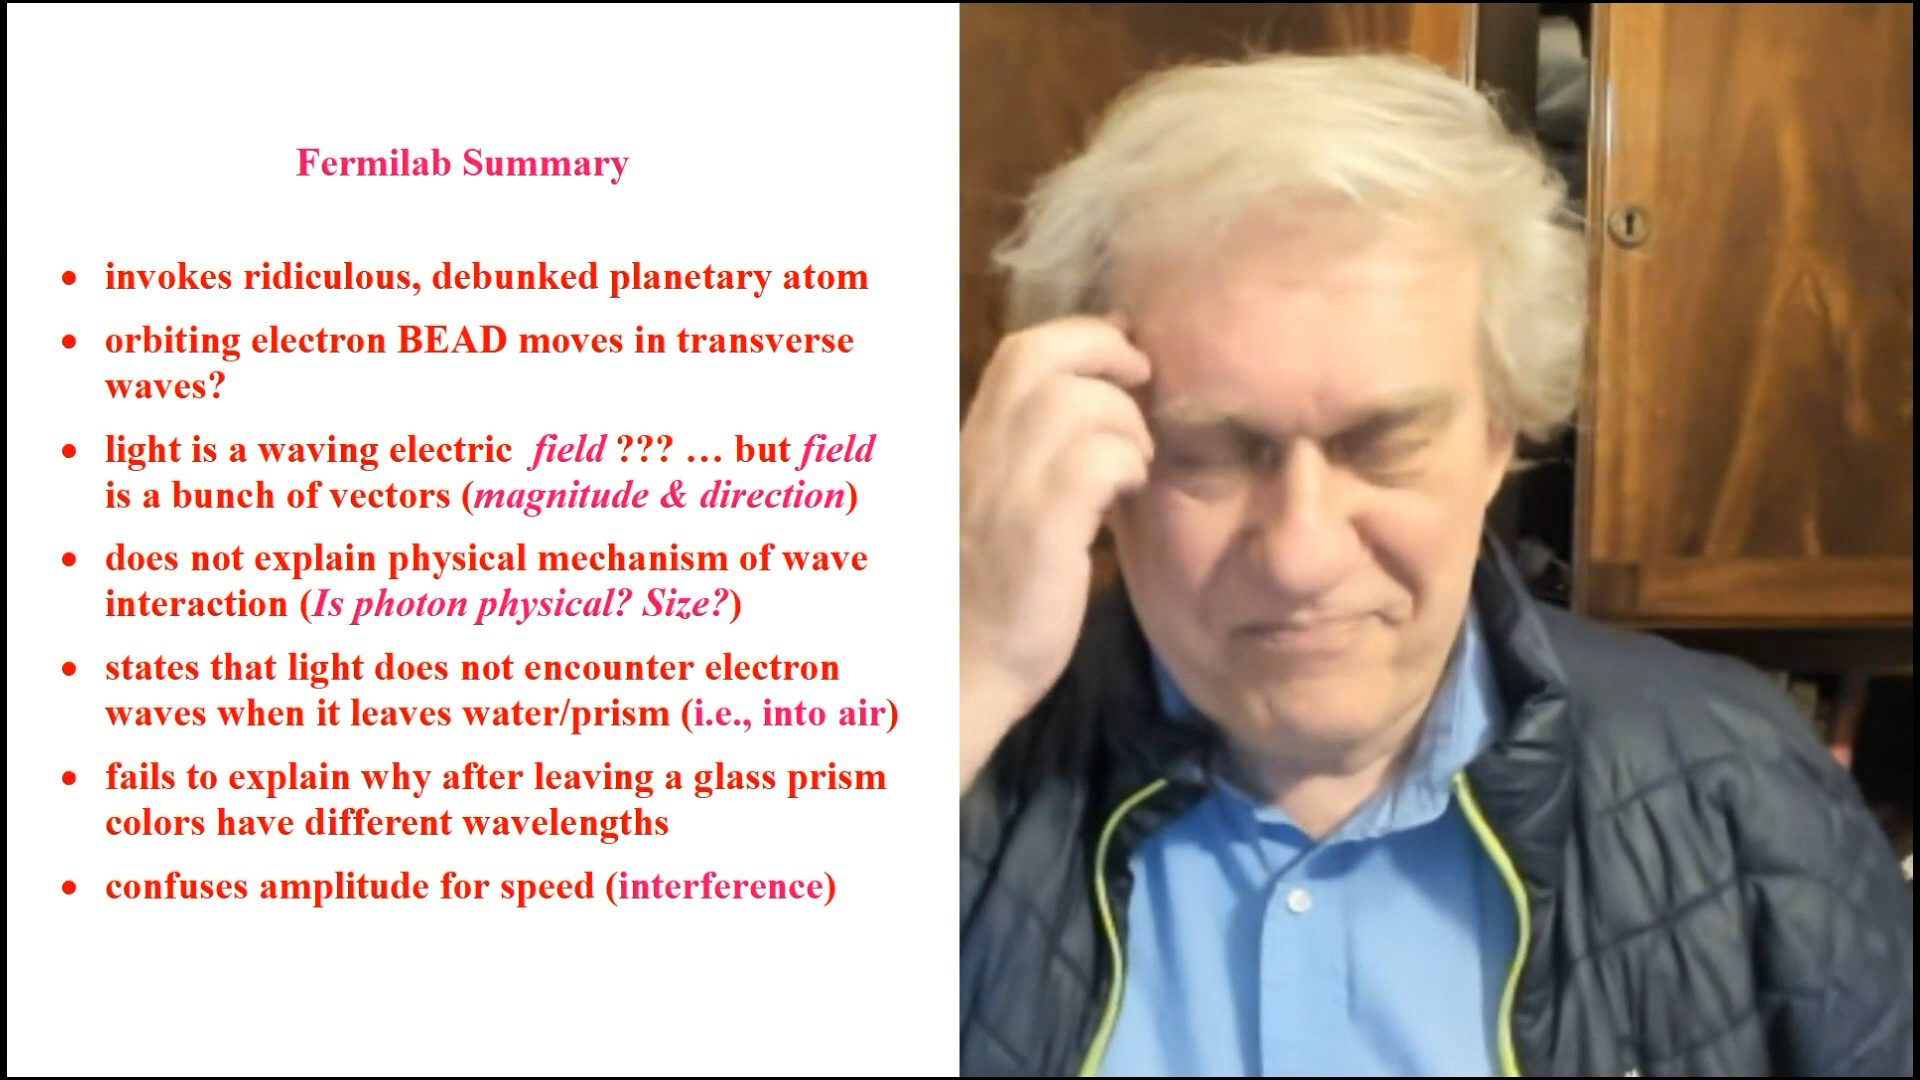 Fermilab Summary
• invokes ridiculous, debunked planetary atom
• orbiting electron BEAD moves in transverse
waves?
• light is a waving electric field ??? … but field
is a bunch of vectors (magnitude & direction)
• does not explain physical mechanism of wave
interaction (Is photon physical? Size?)
• states that light does not encounter electron
waves when it leaves water/prism (i.e., into air)
• fails to explain why after leaving a glass prism
colors have different wavelengths
• confuses amplitude for speed (interference)